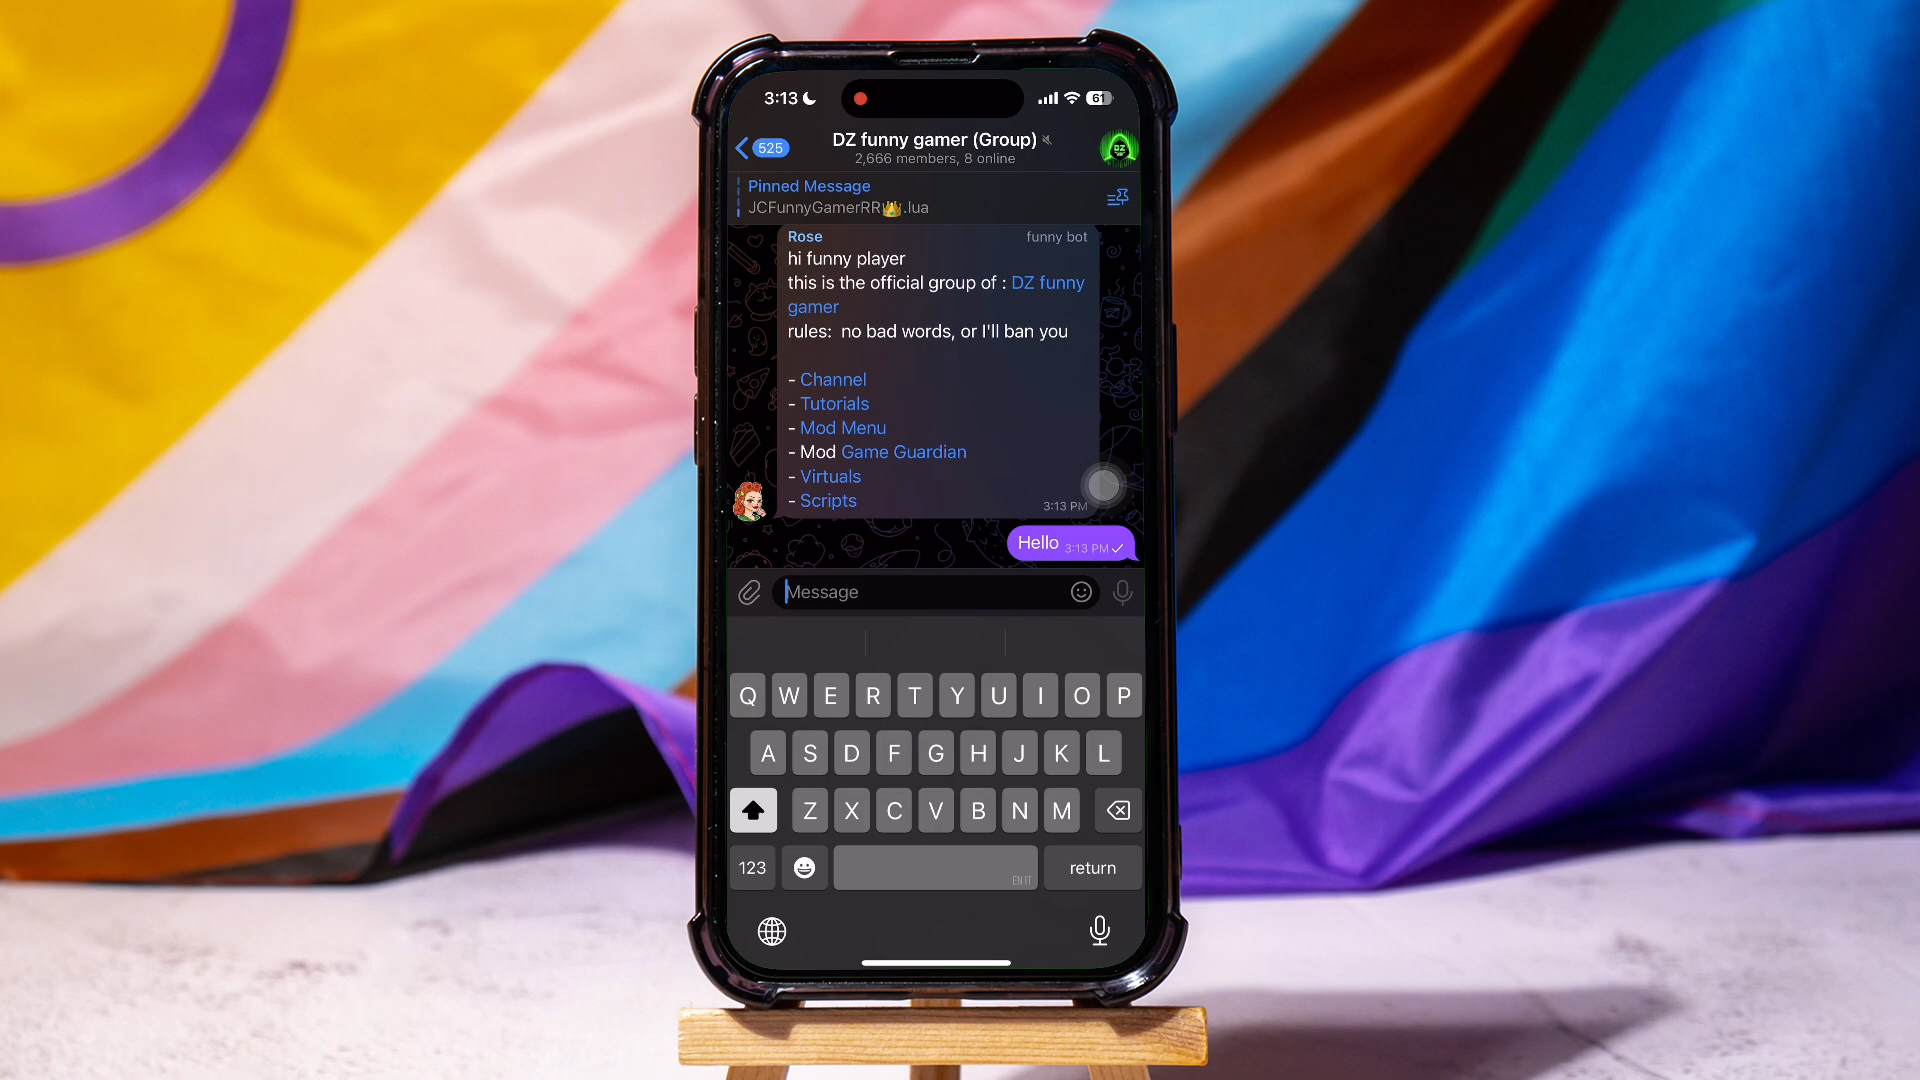 3:13
61
525
DZ funny gamer (Group)
2,666 members, 8 online
DZ
Pinned Message
JCFunnyGamerRR👑.lua
Rose funny bot
hi funny player
this is the official group of : DZ funny
gamer
rules:  no bad words, or I'll ban you
- Channel
- Tutorials
- Mod Menu
- Mod Game Guardian
- Virtuals
- Scripts
3:13 PM
Hello 3:13 PM
Message
Q W E R T Y U I O P
A S D F G H J K L
Z X C V B N M
123 return
EN IT